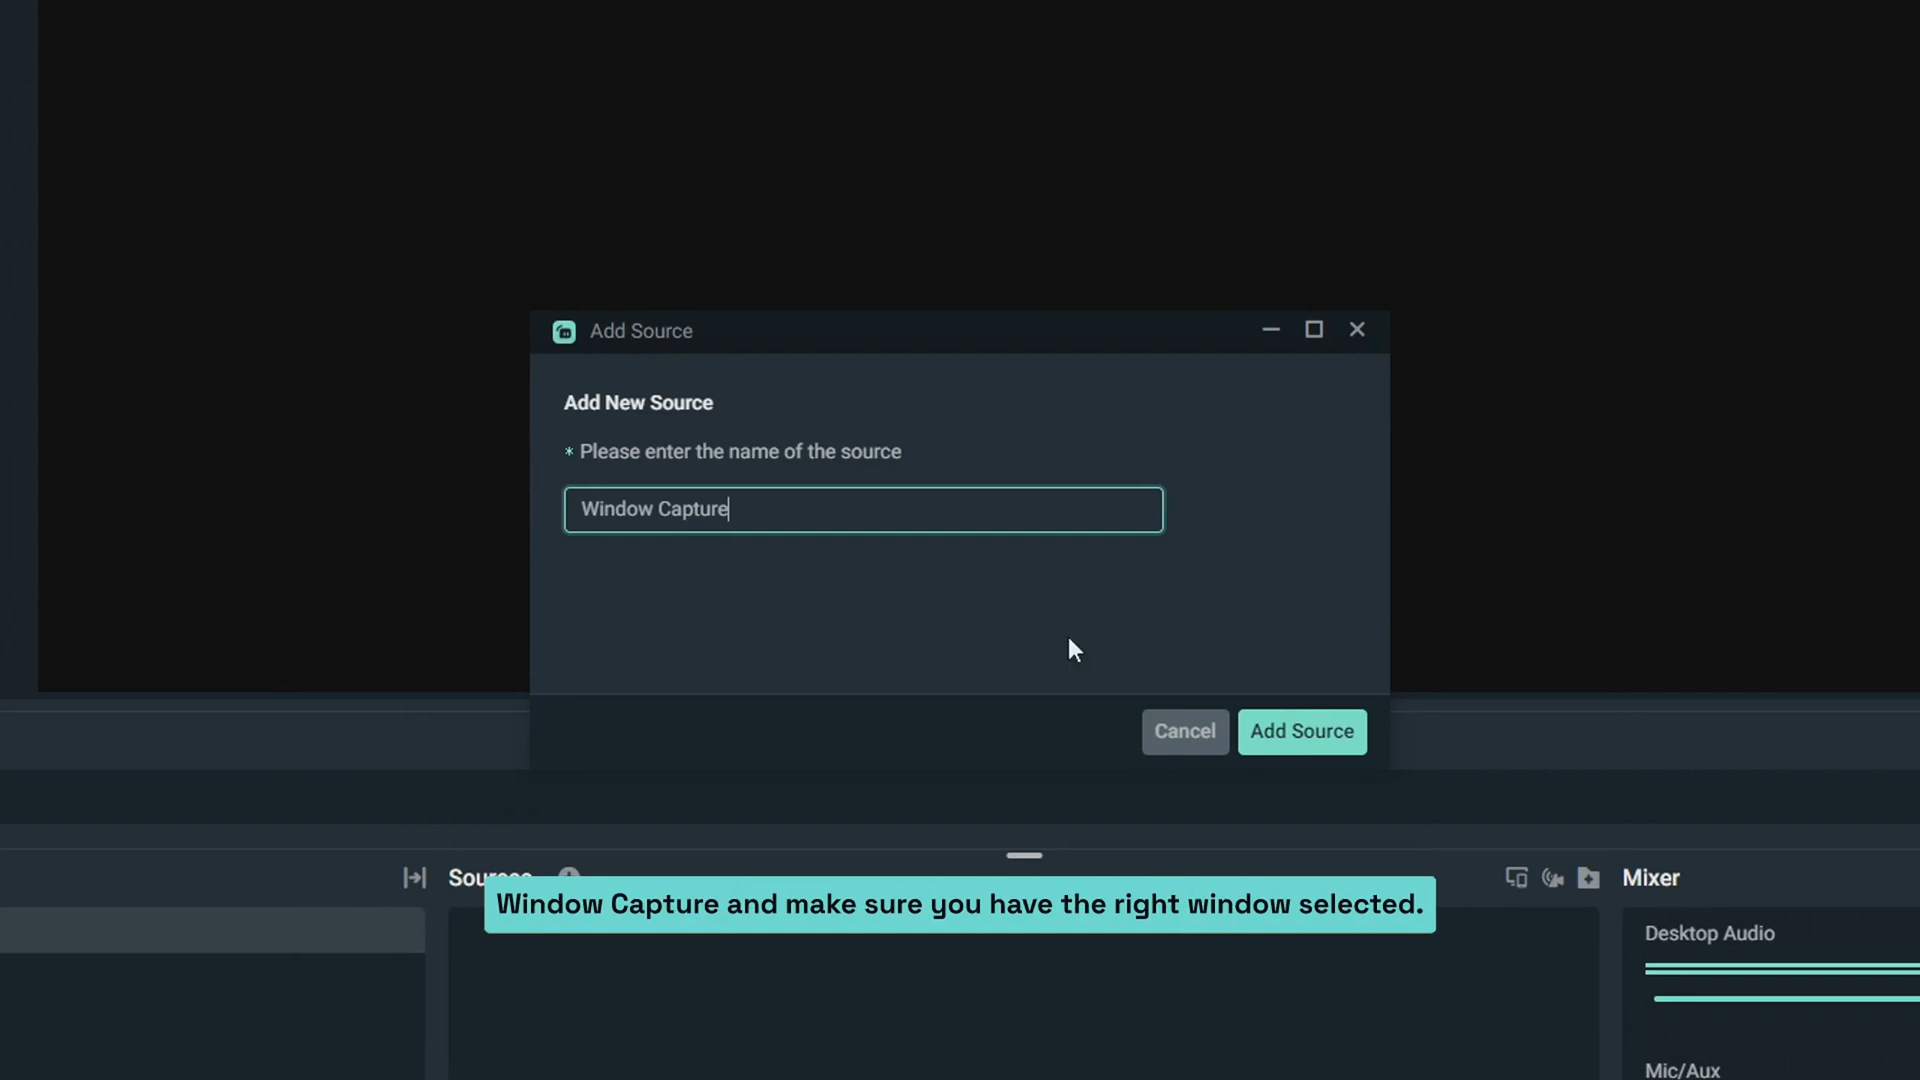 Add Source
Add New Source
* Please enter the name of the source
Window Capture
Cancel
Add Source
Sources
Mixer
Window Capture and make sure you have the right window selected.
Desktop Audio
Mic/Aux